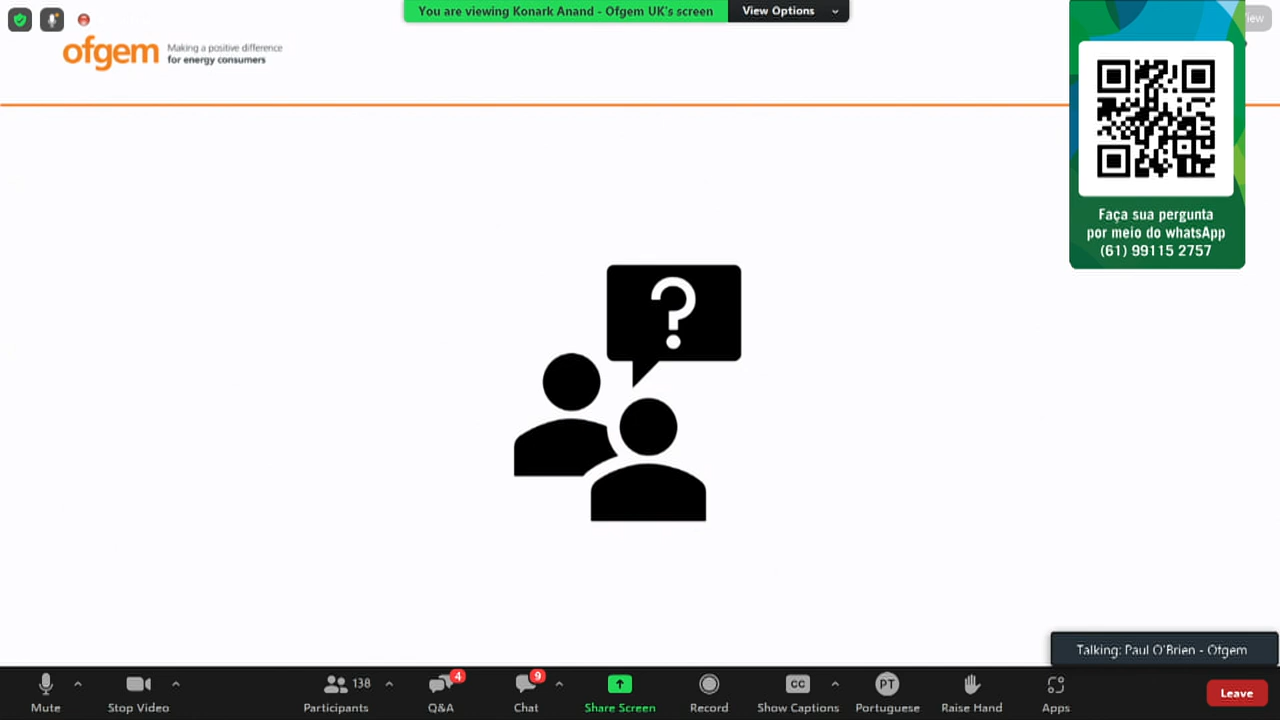 You are viewing Konark Anand - Ofgem UK's screen
View Options
ofgem
Making a positive difference
for energy consumers
Faça sua pergunta
por meio do whatsApp
(61) 99115 2757
?
Talking: Paul O'Brien - Ofgem
Mute
Stop Video
138
Participants
4
Q&A
9
Chat
Share Screen
Record
CC
Show Captions
PT
Portuguese
Raise Hand
Apps
Leave